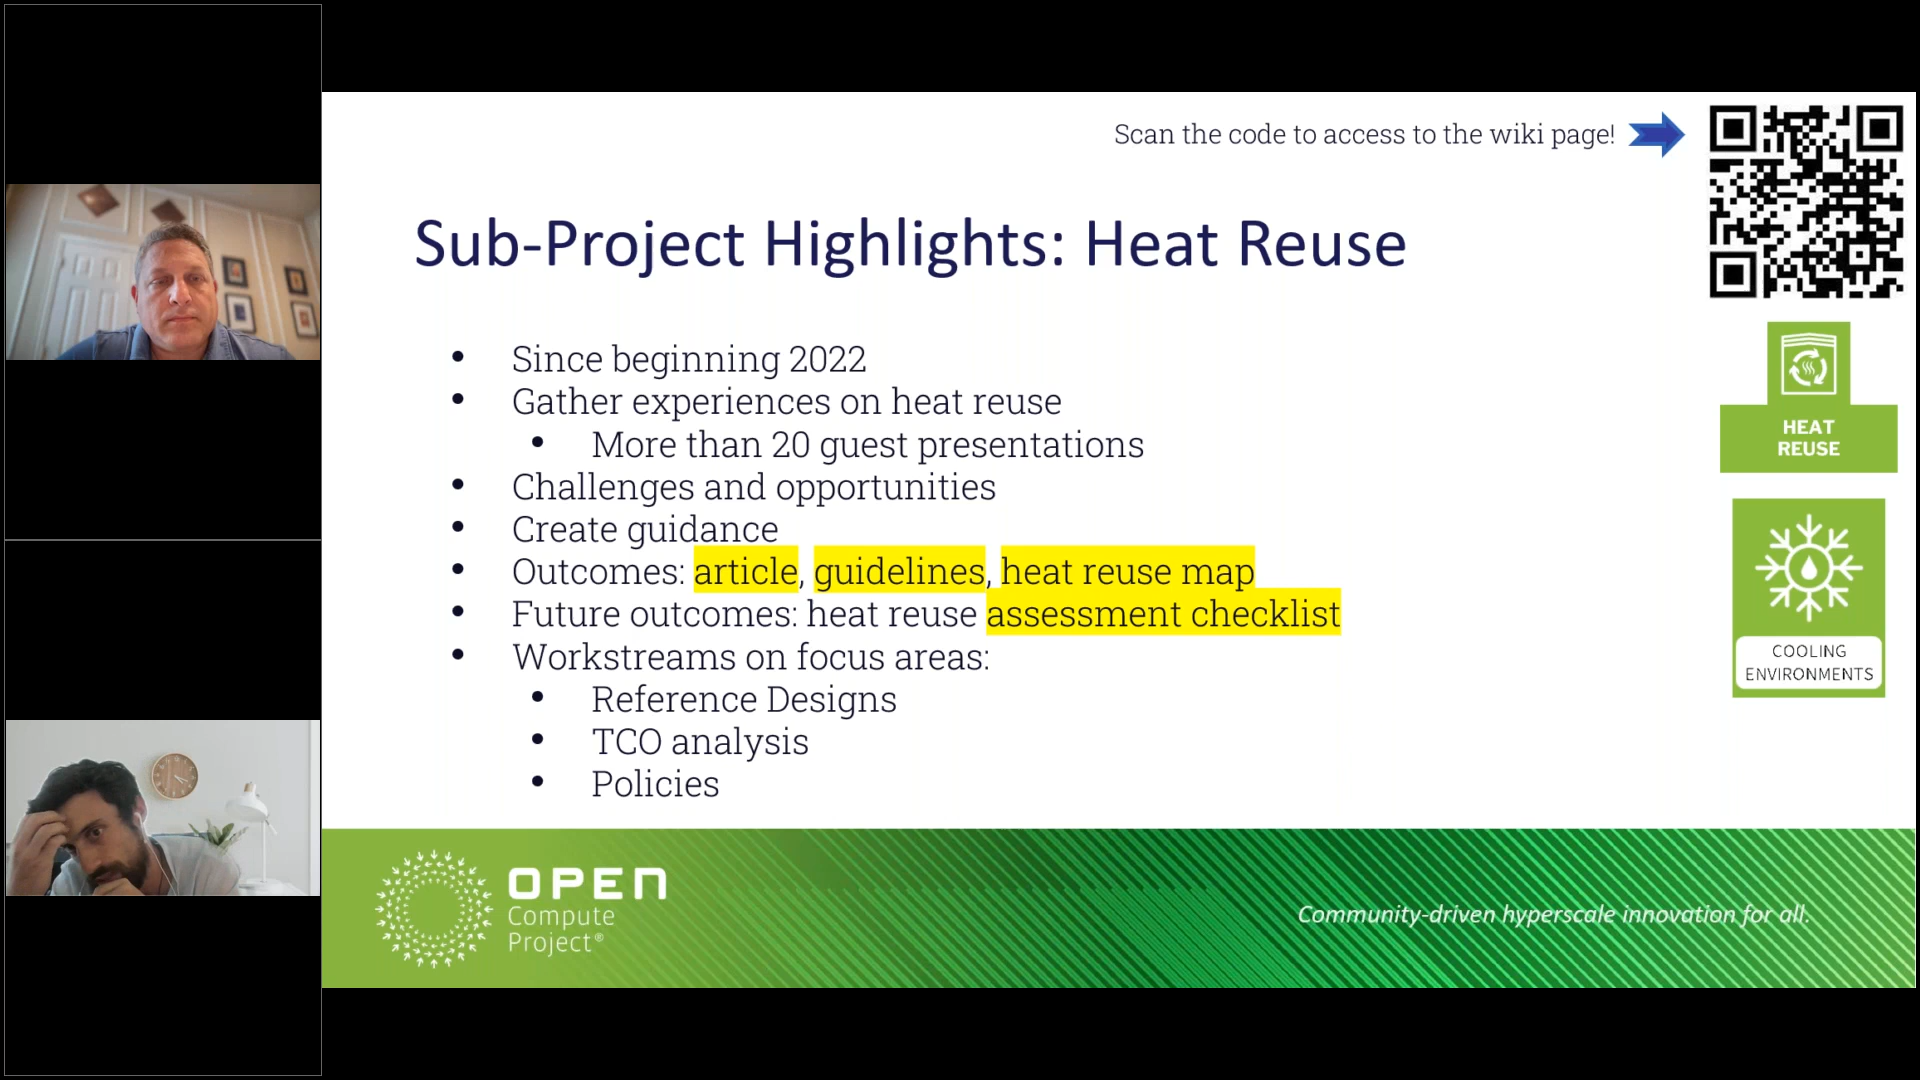 Scan the code to access to the wiki page!
Sub-Project Highlights: Heat Reuse
• Since beginning 2022
• Gather experiences on heat reuse
• More than 20 guest presentations
• Challenges and opportunities
• Create guidance
• Outcomes: article, guidelines, heat reuse map
• Future outcomes: heat reuse assessment checklist
• Workstreams on focus areas:
• Reference Designs
• TCO analysis
• Policies
HEAT
REUSE
COOLING
ENVIRONMENTS
OPEN
Compute
Project®
Community-driven hyperscale innovation for all.